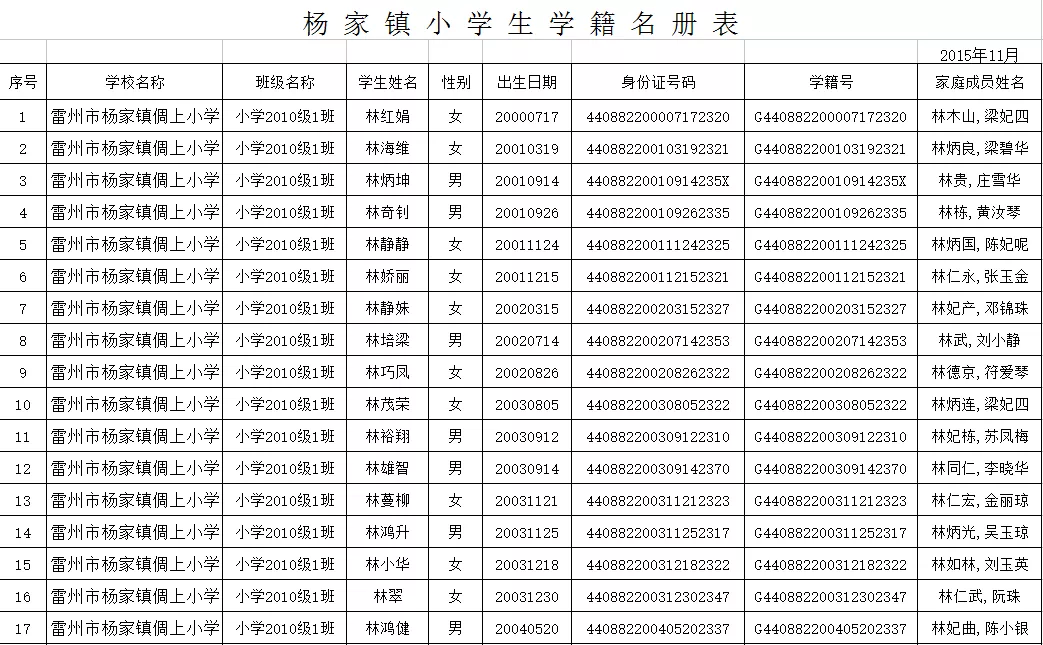 杨家镇小学生学籍名册表
2015年11月
序号 学校名称 班级名称 学生姓名 性别 出生日期 身份证号码 学籍号 家庭成员姓名
1 雷州市杨家镇倜上小学 小学2010级1班 林红娟 女 20000717 440882200007172320 G440882200007172320 林木山,梁妃四
2 雷州市杨家镇倜上小学 小学2010级1班 林海维 女 20010319 440882200103192321 G440882200103192321 林炳良,梁碧华
3 雷州市杨家镇倜上小学 小学2010级1班 林炳坤 男 20010914 44088220010914235X G44088220010914235X 林贵,庄雪华
4 雷州市杨家镇倜上小学 小学2010级1班 林奇钊 男 20010926 440882200109262335 G440882200109262335 林栋,黄汝琴
5 雷州市杨家镇倜上小学 小学2010级1班 林静静 女 20011124 440882200111242325 G440882200111242325 林炳国,陈妃呢
6 雷州市杨家镇倜上小学 小学2010级1班 林娇丽 女 20011215 440882200112152321 G440882200112152321 林仁永,张玉金
7 雷州市杨家镇倜上小学 小学2010级1班 林静妹 女 20020315 440882200203152327 G440882200203152327 林妃产,邓锦珠
8 雷州市杨家镇倜上小学 小学2010级1班 林培梁 男 20020714 440882200207142353 G440882200207142353 林武,刘小静
9 雷州市杨家镇倜上小学 小学2010级1班 林巧凤 女 20020826 440882200208262322 G440882200208262322 林德京,符爱琴
10 雷州市杨家镇倜上小学 小学2010级1班 林茂荣 女 20030805 440882200308052322 G440882200308052322 林炳连,梁妃四
11 雷州市杨家镇倜上小学 小学2010级1班 林裕翔 男 20030912 440882200309122310 G440882200309122310 林妃栋,苏凤梅
12 雷州市杨家镇倜上小学 小学2010级1班 林雄智 男 20030914 440882200309142370 G440882200309142370 林同仁,李晓华
13 雷州市杨家镇倜上小学 小学2010级1班 林蔓柳 女 20031121 440882200311212323 G440882200311212323 林仁宏,金丽琼
14 雷州市杨家镇倜上小学 小学2010级1班 林鸿升 男 20031125 440882200311252317 G440882200311252317 林炳光,吴玉琼
15 雷州市杨家镇倜上小学 小学2010级1班 林小华 女 20031218 440882200312182322 G440882200312182322 林如林,刘玉英
16 雷州市杨家镇倜上小学 小学2010级1班 林翠 女 20031230 440882200312302347 G440882200312302347 林仁武,阮珠
17 雷州市杨家镇倜上小学 小学2010级1班 林鸿健 男 20040520 440882200405202337 G440882200405202337 林妃曲,陈小银